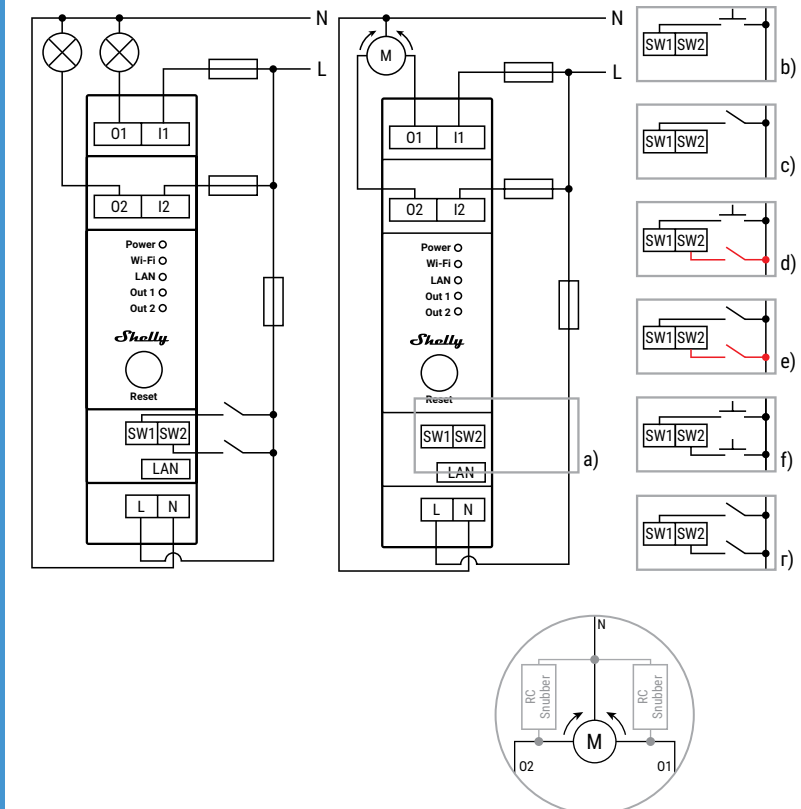 N
L
O1 I1
O2 I2
Power
Wi-Fi
LAN
Out 1
Out 2
Shelly
Reset
SW1 SW2
LAN
L N
N
L
M
O1 I1
O2 I2
Power
Wi-Fi
LAN
Out 1
Out 2
Shelly
Reset
SW1 SW2
a)
LAN
L N
SW1 SW2
b)
SW1 SW2
c)
SW1 SW2
d)
SW1 SW2
e)
SW1 SW2
f)
SW1 SW2
г)
N
RC
Snubber
RC
Snubber
M
O2
O1